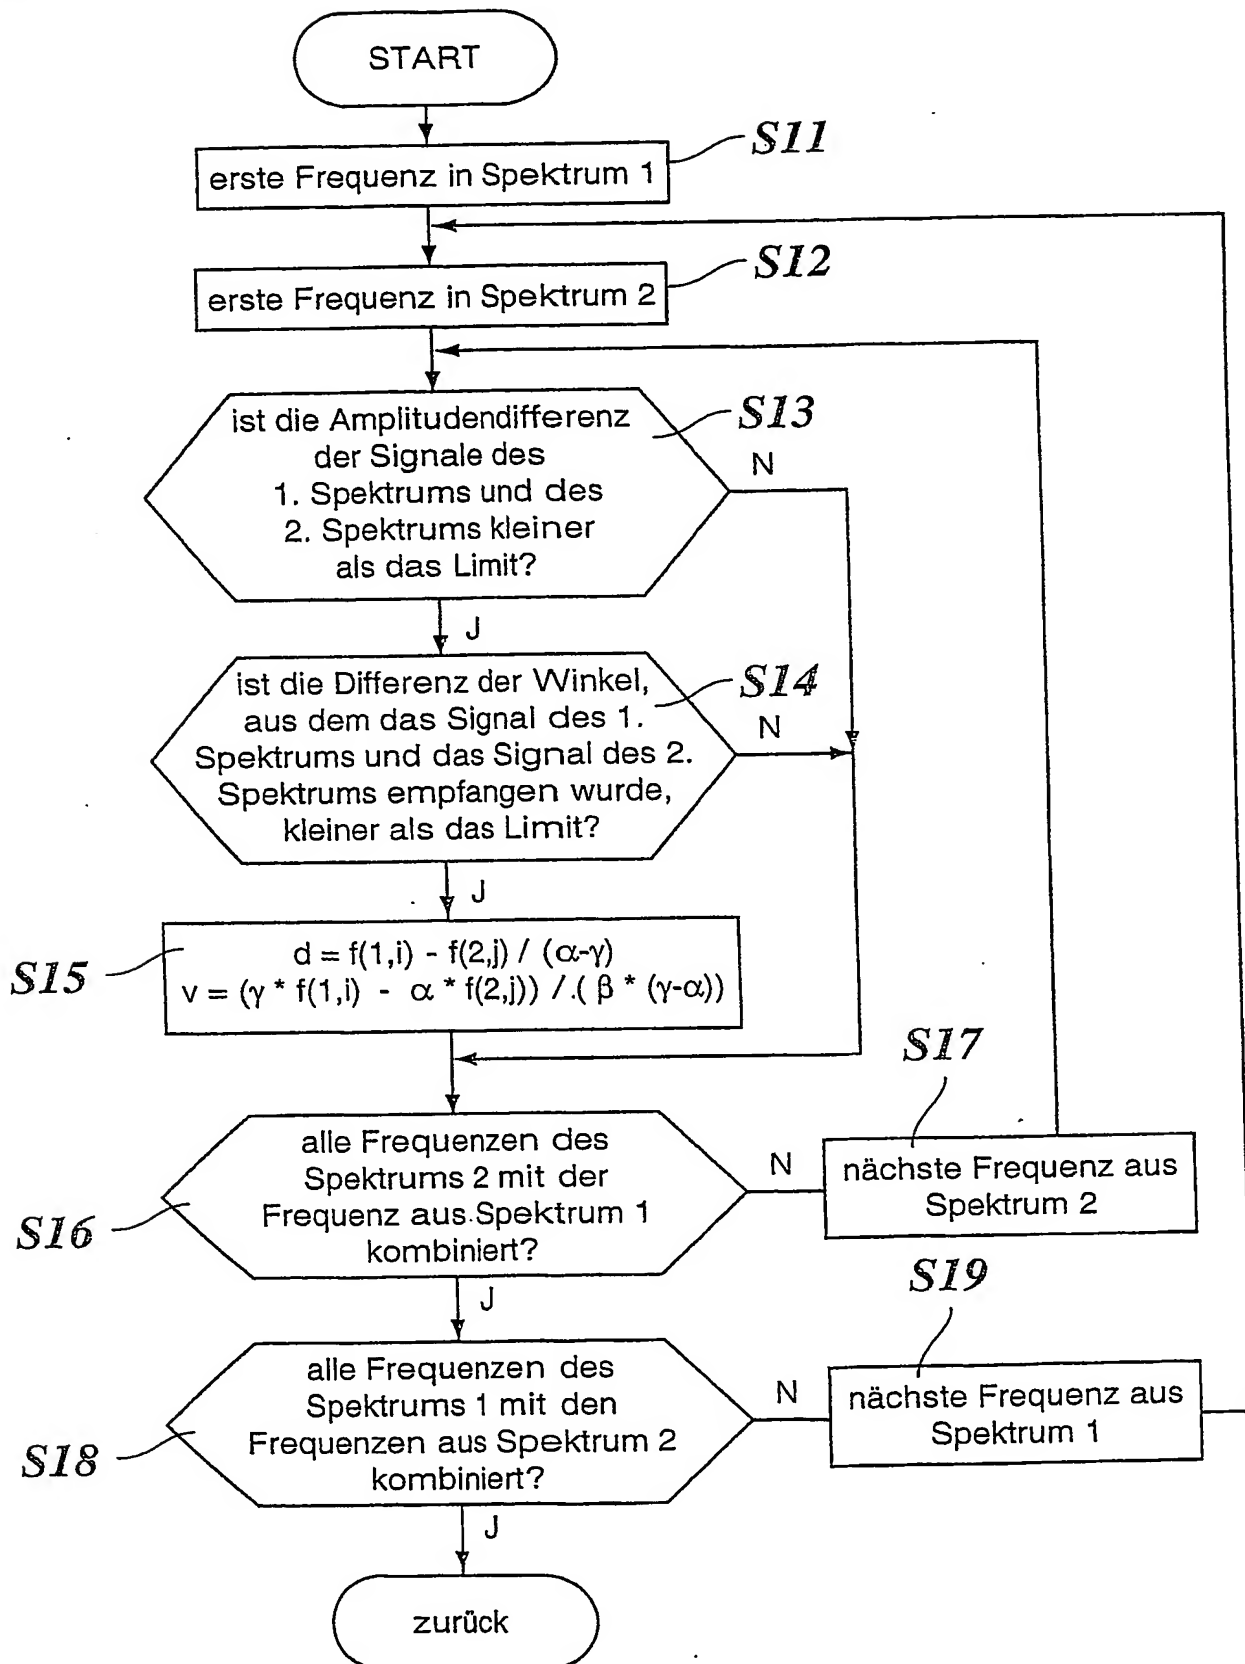 START
S11
erste Frequenz in Spektrum 1
S12
erste Frequenz in Spektrum 2
S13
ist die Amplitudendifferenz
der Signale des
1. Spektrums und des
2. Spektrums kleiner
als das Limit?
N
J
S14
ist die Differenz der Winkel,
aus dem das Signal des 1.
Spektrums und das Signal des 2.
Spektrums empfangen wurde,
kleiner als das Limit?
N
J
S15
d = f(1,i) - f(2,j) / (α-γ)
v = (γ * f(1,i) - α * f(2,j)) /.( β * (γ-α))
S16
alle Frequenzen des
Spektrums 2 mit der
Frequenz aus Spektrum 1
kombiniert?
N
S17
nächste Frequenz aus
Spektrum 2
J
S18
alle Frequenzen des
Spektrums 1 mit den
Frequenzen aus Spektrum 2
kombiniert?
N
S19
nächste Frequenz aus
Spektrum 1
J
zurück